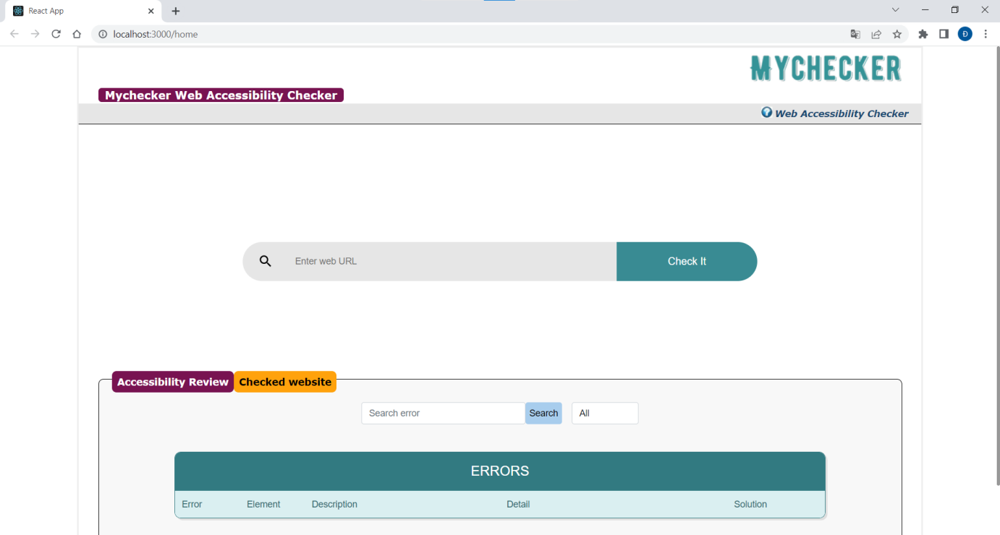 React App
localhost:3000/home
Đ
MYCHECKER
Mychecker Web Accessibility Checker
Web Accessibility Checker
Enter web URL
Check It
Accessibility Review Checked website
Search error Search All
ERRORS
Error Element Description Detail Solution